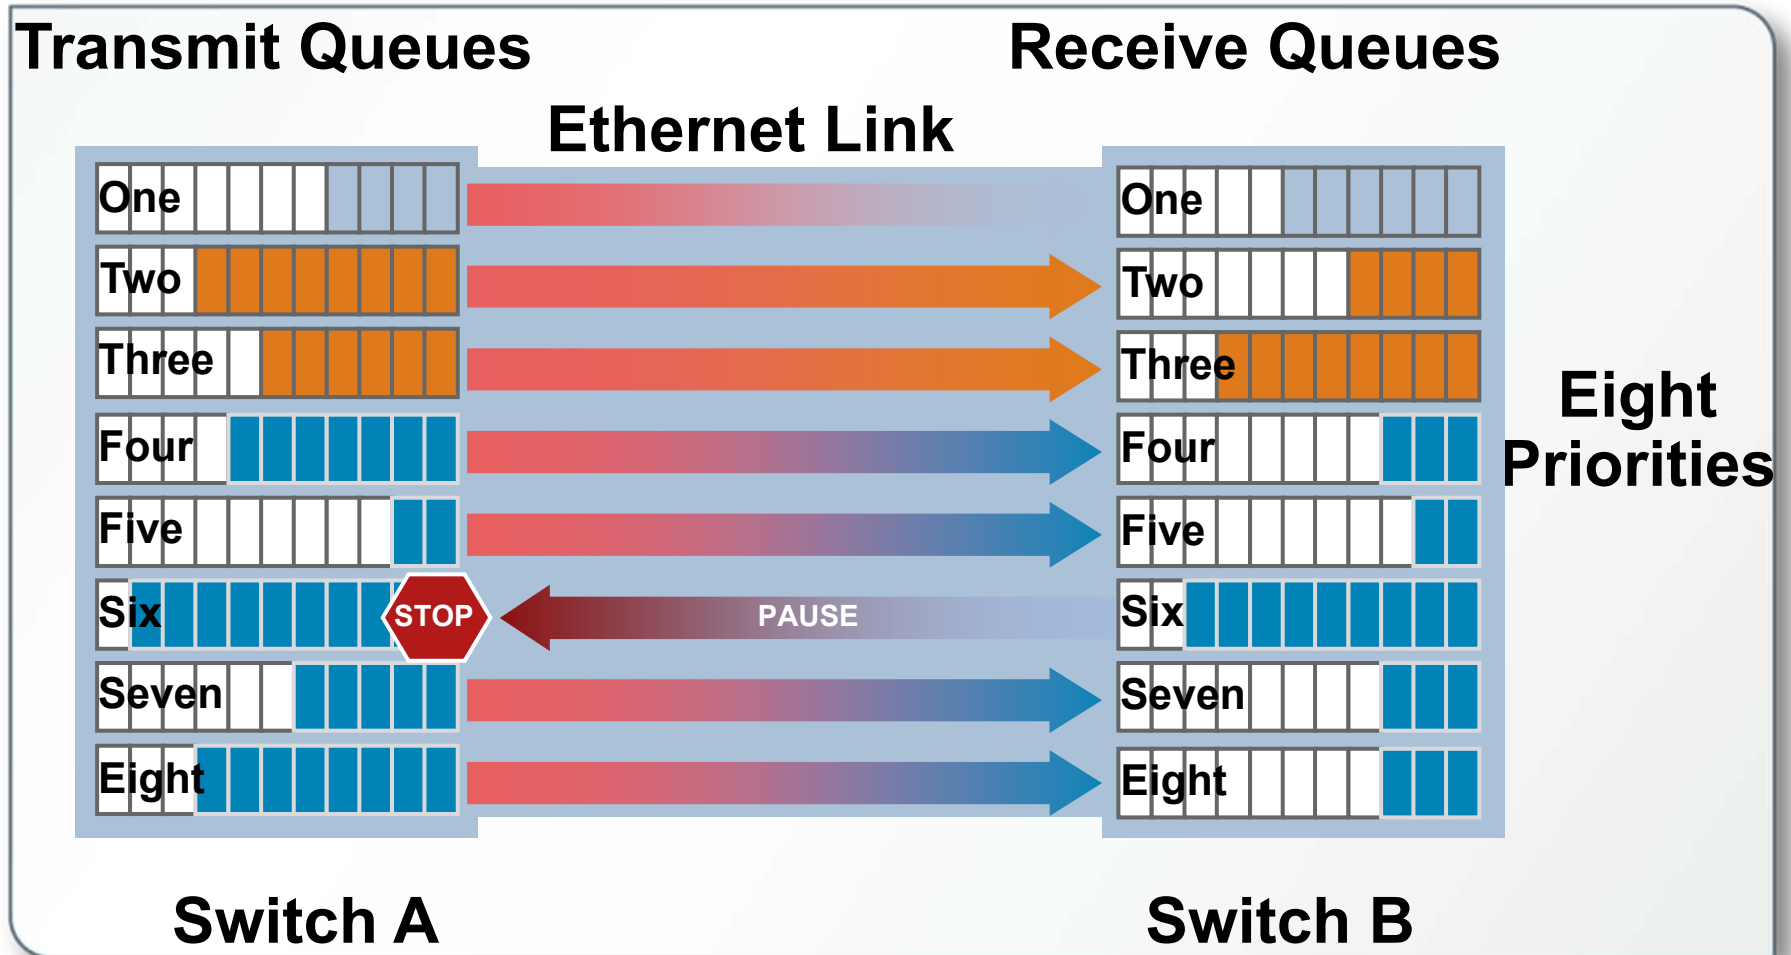 Transmit Queues
Receive Queues
Ethernet Link
One
One
Two
Two
Three
Three
Four
Four
Five
Five
Six
STOP
PAUSE
Six
Seven
Seven
Eight
Eight
Eight
Priorities
Switch A
Switch B